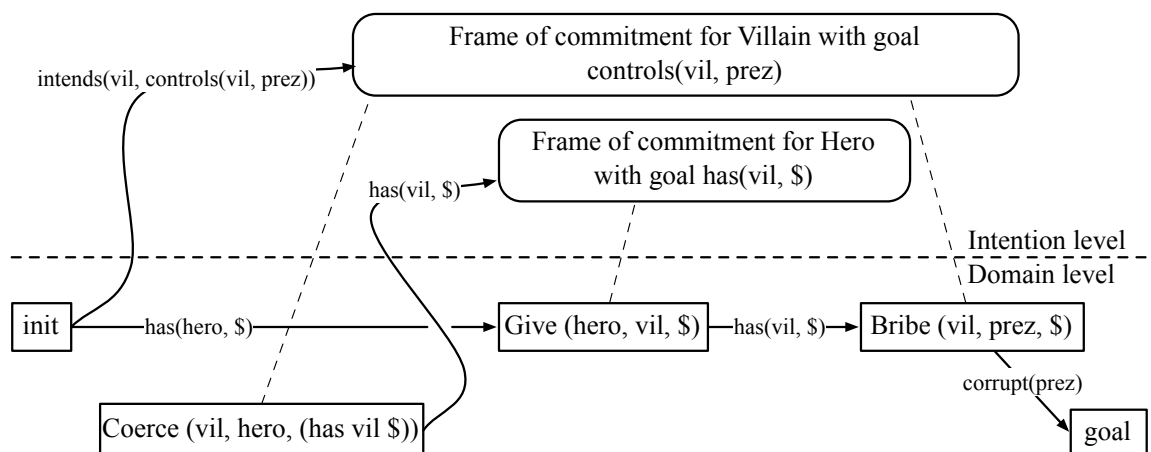 Frame of commitment for Villain with goal
controls(vil, prez)
intends(vil, controls(vil, prez))
Frame of commitment for Hero
with goal has(vil, $)
has(vil, $)
Intention level
Domain level
init
has(hero, $)
Give (hero, vil, $)
has(vil, $)
Bribe (vil, prez, $)
corrupt(prez)
Coerce (vil, hero, (has vil $))
goal